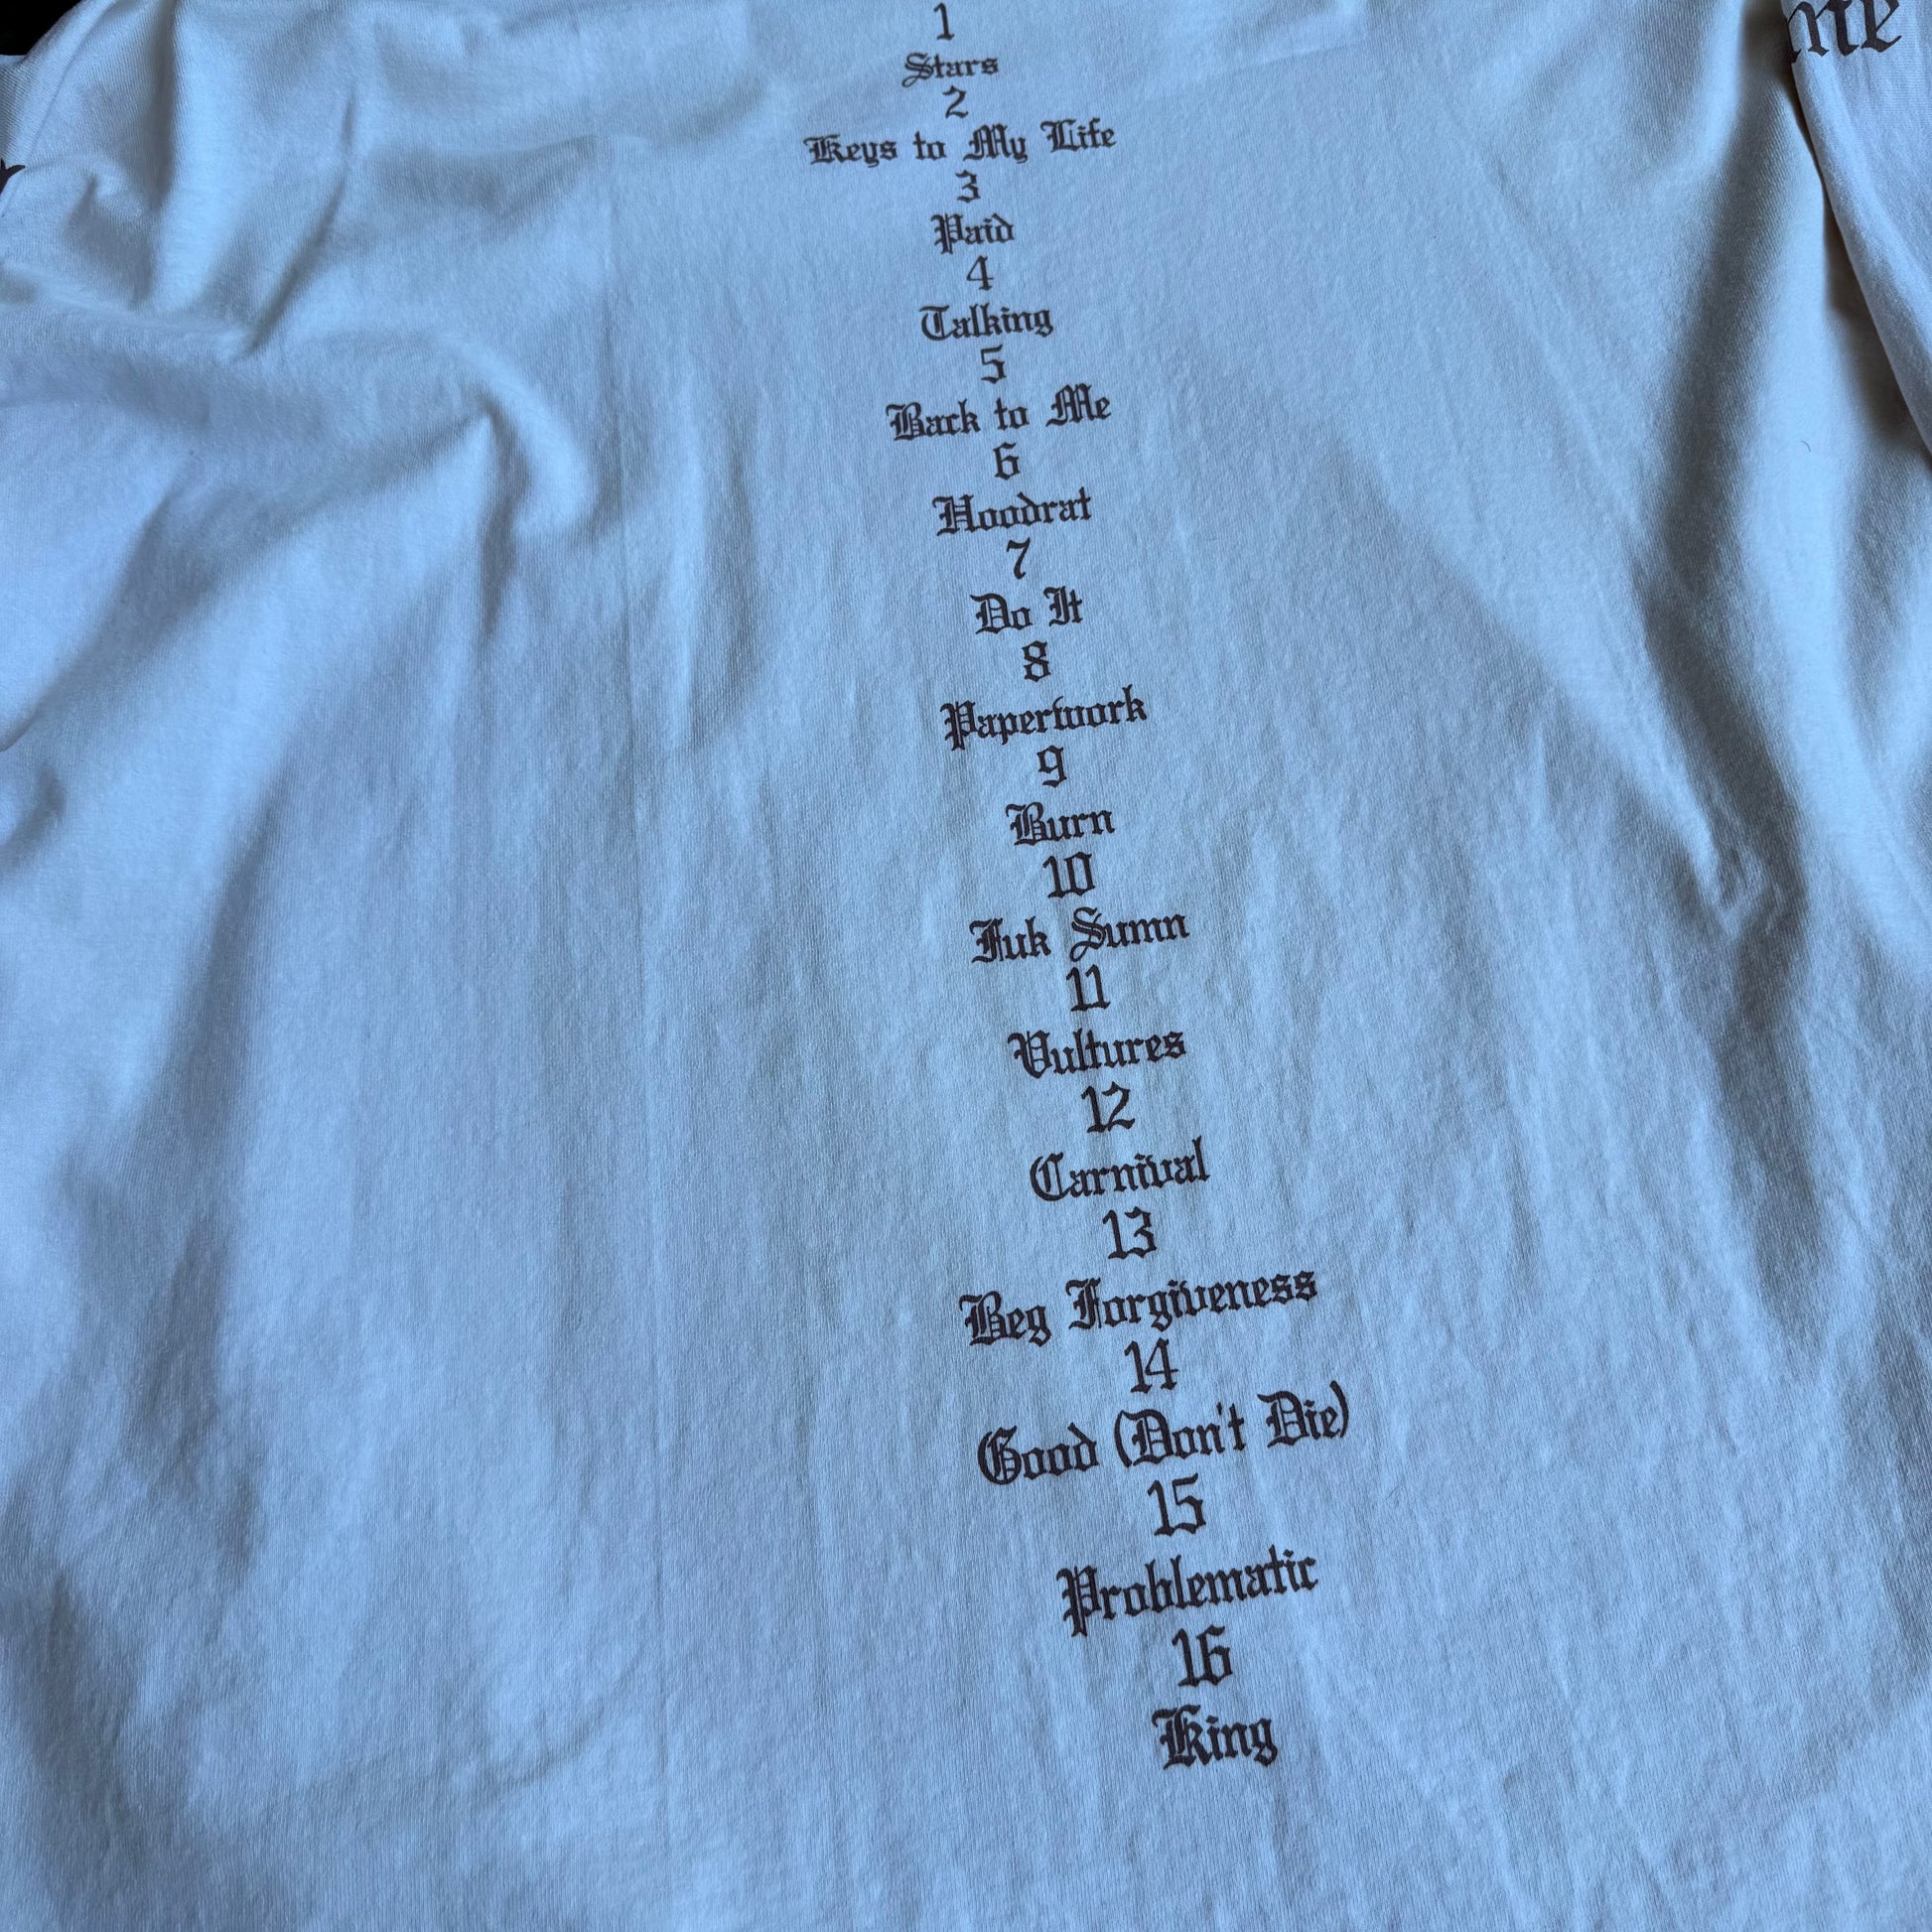 1
Stars
2
Keys to My Life
3
Paid
4
Talking
5
Back to Me
6
Hoodrat
7
Do It
8
Paperwork
9
Burn
10
Fuk Sumn
11
Vultures
12
Carnival
13
Beg Forgiveness
14
Good (Don't Die)
15
Problematic
16
King